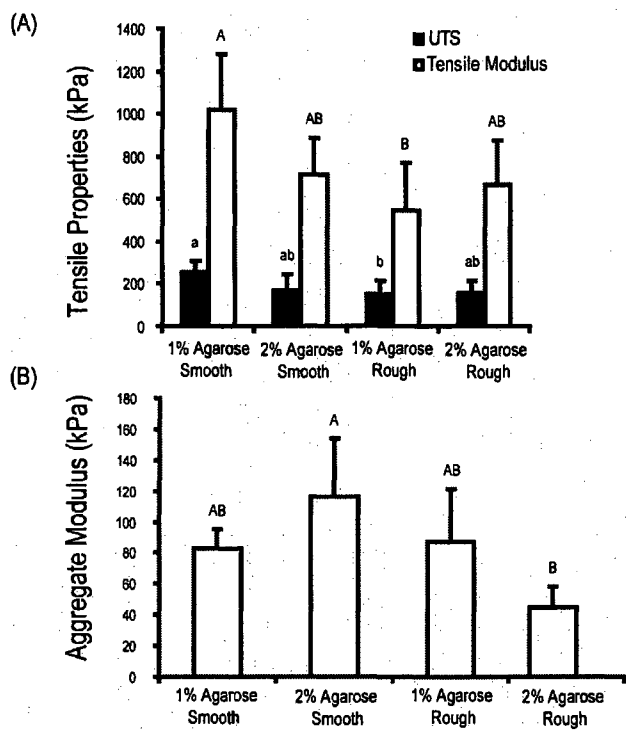 (A)
UTS
Tensile Modulus
Tensile Properties (kPa)
1400
1200
1000
800
600
400
200
0
a
A
ab
AB
b
B
ab
AB
1% Agarose
Smooth
2% Agarose
Smooth
1% Agarose
Rough
2% Agarose
Rough
(B)
Aggregate Modulus (kPa)
180
160
140
120
100
80
60
40
20
0
AB
A
AB
B
1% Agarose
Smooth
2% Agarose
Smooth
1% Agarose
Rough
2% Agarose
Rough